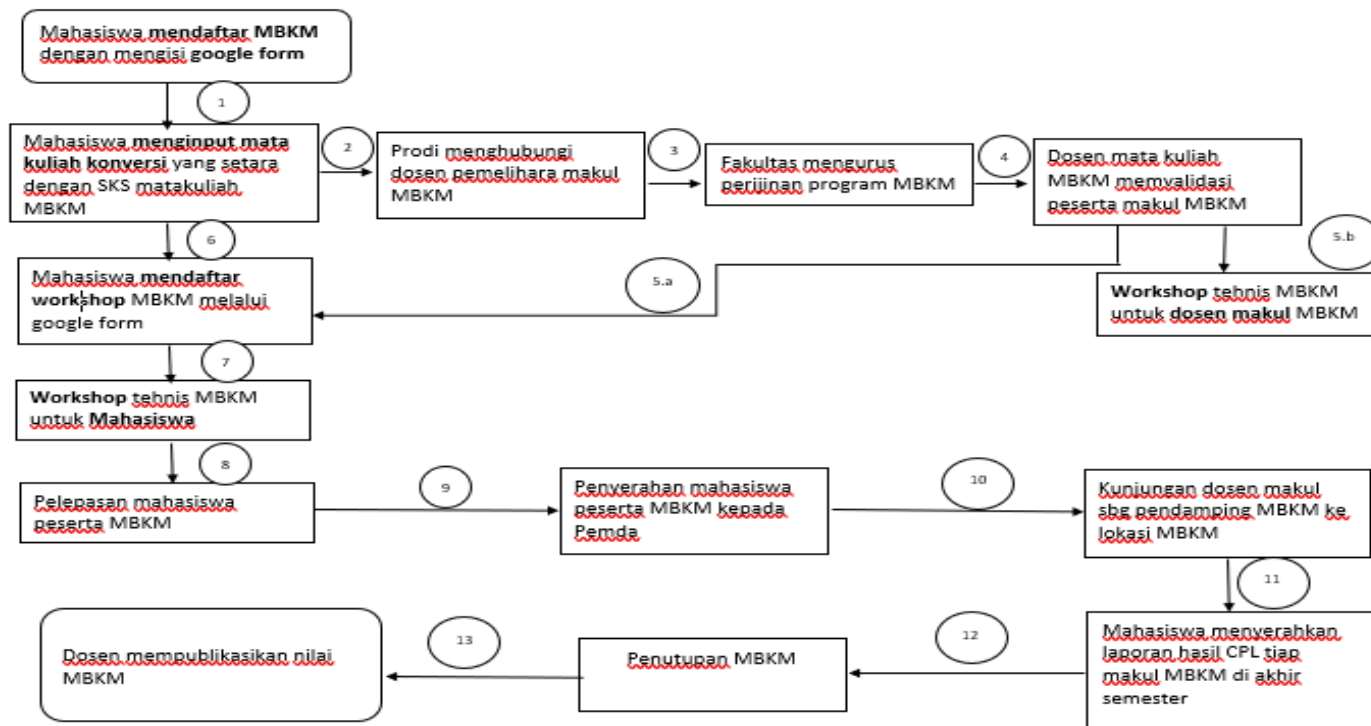 Mahasiswa mendaftar MBKM
dengan mengisi google form
1
Mahasiswa menginput mata
kuliah konversi yang setara
dengan SKS matakuliah
MBKM
2
Prodi menghubungi
dosen pemelihara makul
MBKM
3
Fakultas mengurus
perijinan program MBKM
4
Dosen mata kuliah
MBKM memvalidasi
peserta makul MBKM
5.a
5.b
Workshop tehnis MBKM
untuk dosen makul MBKM
6
Mahasiswa mendaftar
workshop MBKM melalui
google form
7
Workshop tehnis MBKM
untuk Mahasiswa
8
Pelepasan mahasiswa
peserta MBKM
9
Penyerahan mahasiswa
peserta MBKM kepada
Pemda
10
Kunjungan dosen makul
sbg pendamping MBKM ke
lokasi MBKM
11
Mahasiswa menyerahkan
laporan hasil CPL tiap
makul MBKM di akhir
semester
12
Penutupan MBKM
13
Dosen mempublikasikan nilai
MBKM